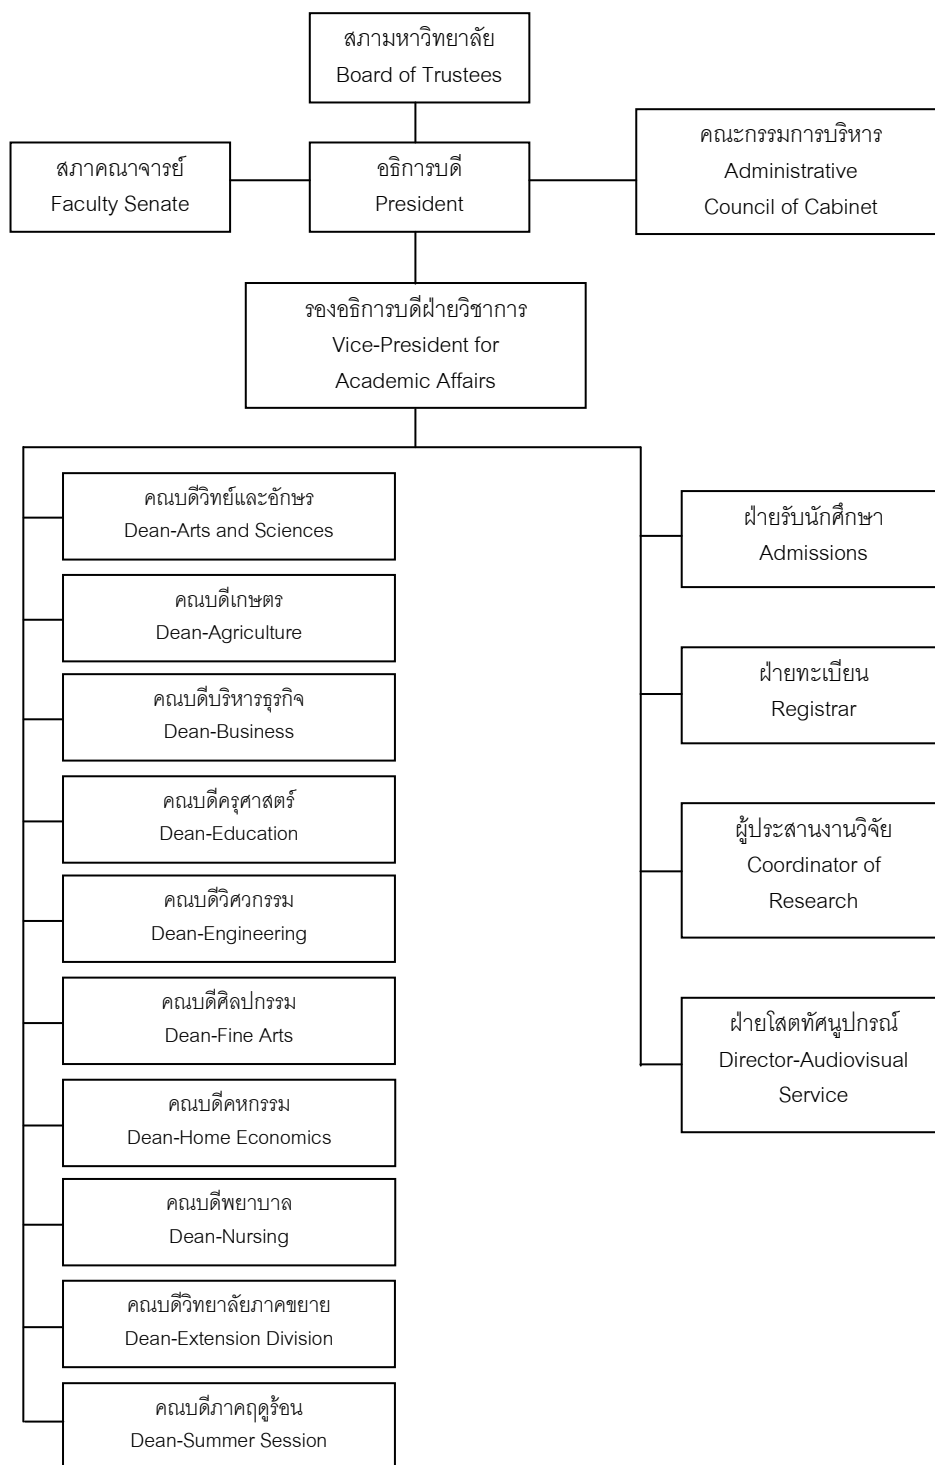 สภามหาวิทยาลัย
Board of Trustees
สภาคณาจารย์
Faculty Senate
อธิการบดี
President
คณะกรรมการบริหาร
Administrative
Council of Cabinet
รองอธิการบดีฝ่ายวิชาการ
Vice-President for
Academic Affairs
คณบดีวิทย์และอักษร
Dean-Arts and Sciences
คณบดีเกษตร
Dean-Agriculture
คณบดีบริหารธุรกิจ
Dean-Business
คณบดีครุศาสตร์
Dean-Education
คณบดีวิศวกรรม
Dean-Engineering
คณบดีศิลปกรรม
Dean-Fine Arts
คณบดีคหกรรม
Dean-Home Economics
คณบดีพยาบาล
Dean-Nursing
คณบดีวิทยาลัยภาคขยาย
Dean-Extension Division
คณบดีภาคฤดูร้อน
Dean-Summer Session
ฝ่ายรับนักศึกษา
Admissions
ฝ่ายทะเบียน
Registrar
ผู้ประสานงานวิจัย
Coordinator of
Research
ฝ่ายโสตทัศนูปกรณ์
Director-Audiovisual
Service